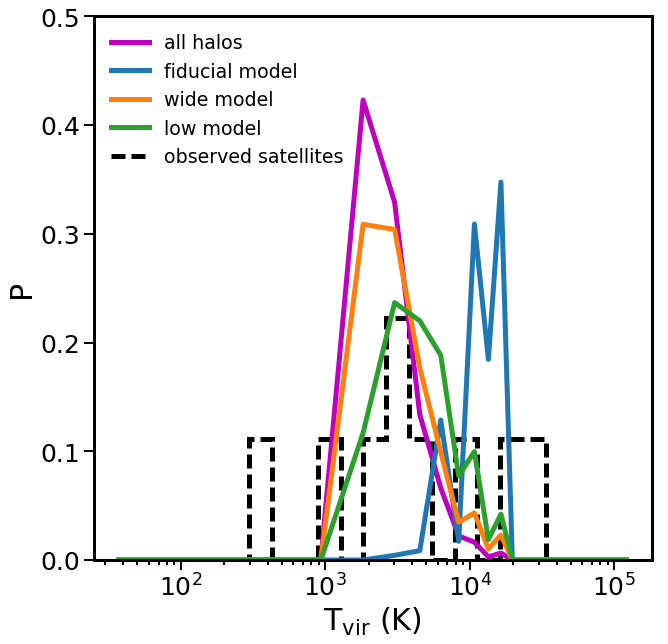 0.5
0.4
0.3
0.2
0.1
0.0
P
all halos
fiducial model
wide model
low model
observed satellites
10² 10³ 10⁴ 10⁵
T_vir (K)